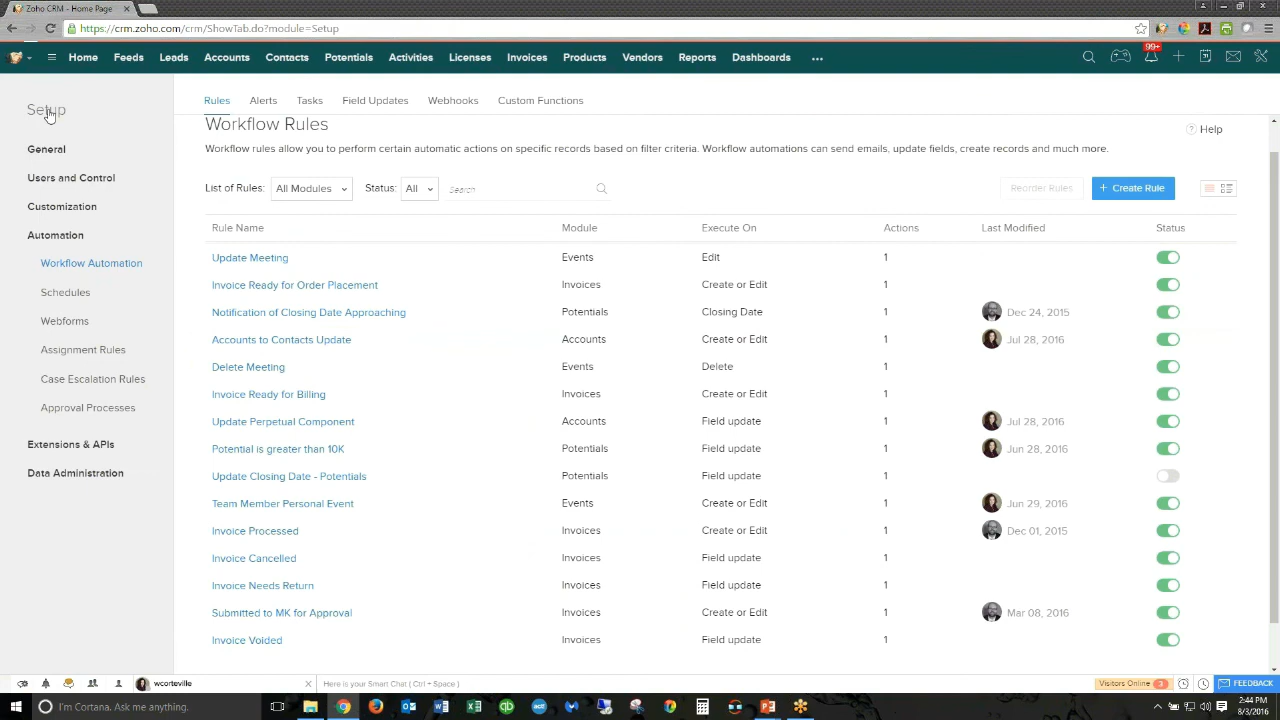 Zoho CRM - Home Page
https://crm.zoho.com/crm/ShowTab.do?module=Setup
Home Feeds Leads Accounts Contacts Potentials Activities Licenses Invoices Products Vendors Reports Dashboards ••• 99+
Setup
General
Users and Control
Customization
Automation
Workflow Automation
Schedules
Webforms
Assignment Rules
Case Escalation Rules
Approval Processes
Extensions & APIs
Data Administration
Rules Alerts Tasks Field Updates Webhooks Custom Functions
Workflow Rules
? Help
Workflow rules allow you to perform certain automatic actions on specific records based on filter criteria. Workflow automations can send emails, update fields, create records and much more.
List of Rules: All Modules Status: All Search Reorder Rules + Create Rule
Rule Name Module Execute On Actions Last Modified Status
Update Meeting Events Edit 1
Invoice Ready for Order Placement Invoices Create or Edit 1
Notification of Closing Date Approaching Potentials Closing Date 1 Dec 24, 2015
Accounts to Contacts Update Accounts Create or Edit 1 Jul 28, 2016
Delete Meeting Events Delete 1
Invoice Ready for Billing Invoices Create or Edit 1
Update Perpetual Component Accounts Field update 1 Jul 28, 2016
Potential is greater than 10K Potentials Field update 1 Jun 28, 2016
Update Closing Date - Potentials Potentials Field update 1
Team Member Personal Event Events Create or Edit 1 Jun 29, 2016
Invoice Processed Invoices Create or Edit 1 Dec 01, 2015
Invoice Cancelled Invoices Field update 1
Invoice Needs Return Invoices Field update 1
Submitted to MK for Approval Invoices Create or Edit 1 Mar 08, 2016
Invoice Voided Invoices Field update 1
wcorteville Here is your Smart Chat ( Ctrl + Space ) Visitors Online 3 FEEDBACK
I'm Cortana. Ask me anything.
2:44 PM
8/3/2016